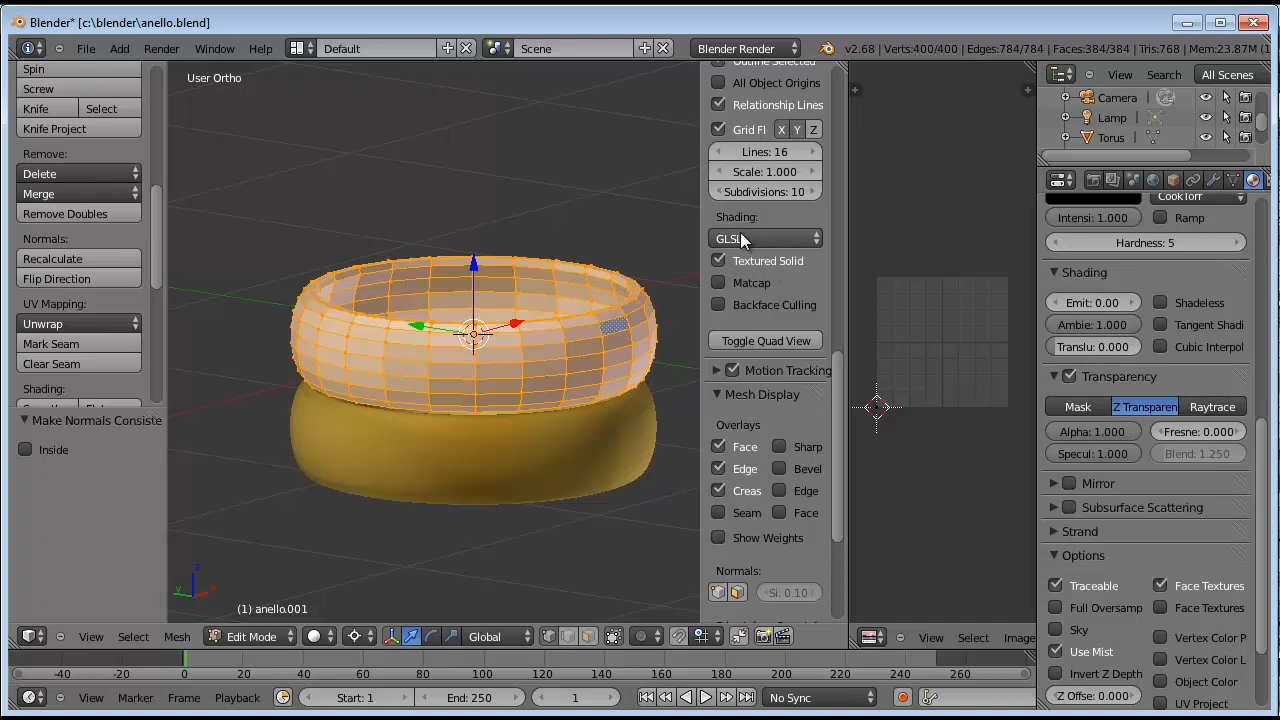 Blender* [c:\blender\anello.blend]
File Add Render Window Help Default Scene Blender Render v2.68 | Verts:400/400 | Edges:784/784 | Faces:384/384 | Tris:768 | Mem:23.87M (1
Spin
Screw
Knife Select
Knife Project
Remove:
Delete
Merge
Remove Doubles
Normals:
Recalculate
Flip Direction
UV Mapping:
Unwrap
Mark Seam
Clear Seam
Shading:
Make Normals Consiste
Inside
User Ortho
z
y x
(1) anello.001
Outline Selected
All Object Origins
Relationship Lines
Grid Fl X Y Z
Lines: 16
Scale: 1.000
Subdivisions: 10
Shading:
GLSL
Textured Solid
Matcap
Backface Culling
Toggle Quad View
Motion Tracking
Mesh Display
Overlays
Face Sharp
Edge Bevel
Creas Edge
Seam Face
Show Weights
Normals:
Si: 0.10
View Search All Scenes
Camera
Lamp
Torus
CookTorr
Intensi: 1.000 Ramp
Hardness: 5
Shading
Emit: 0.00 Shadeless
Ambie: 1.000 Tangent Shadi
Translu: 0.000 Cubic Interpol
Transparency
Mask Z Transparen Raytrace
Alpha: 1.000 Fresne: 0.000
Specul: 1.000 Blend: 1.250
Mirror
Subsurface Scattering
Strand
Options
Traceable Face Textures
Full Oversamp Face Textures
Sky Vertex Color P
Use Mist Vertex Color L
Invert Z Depth Object Color
Z Offse: 0.000 UV Project
View Select Mesh Edit Mode Global View Select Image
-40 -20 0 20 40 60 80 100 120 140 160 180 200 220 240 260
View Marker Frame Playback Start: 1 End: 250 1 No Sync